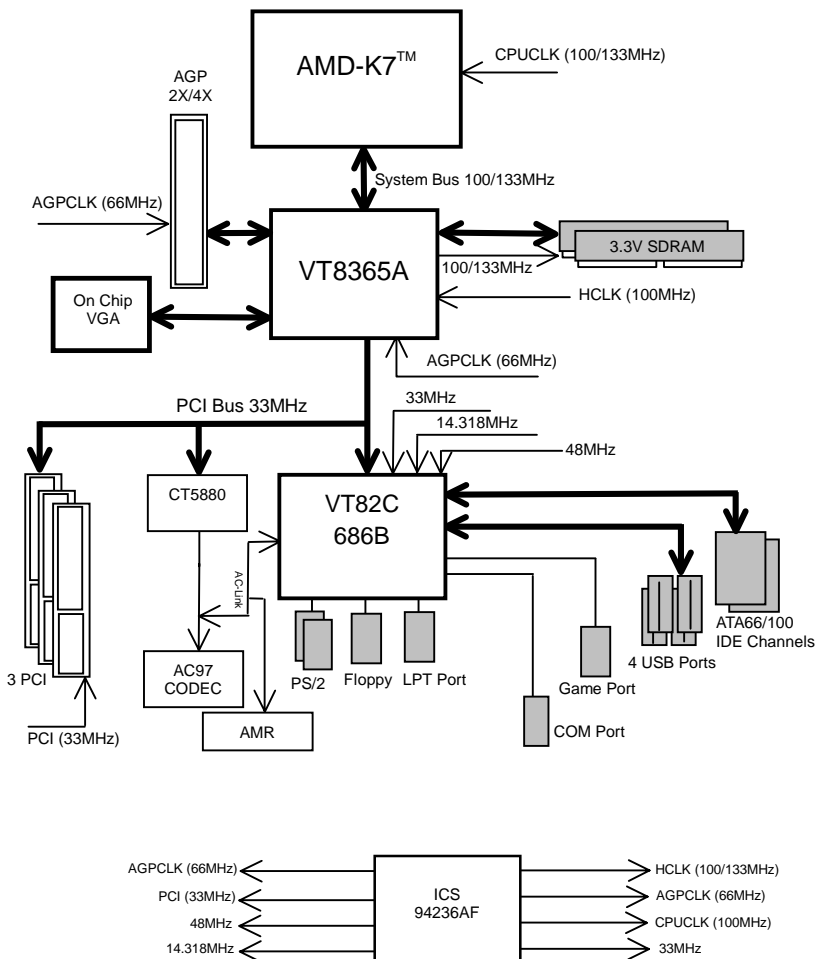 AMD-K7™
CPUCLK (100/133MHz)
AGP
2X/4X
System Bus 100/133MHz
AGPCLK (66MHz)
VT8365A
3.3V SDRAM
100/133MHz
HCLK (100MHz)
On Chip
VGA
AGPCLK (66MHz)
PCI Bus 33MHz
33MHz
14.318MHz
48MHz
CT5880
VT82C
686B
AC-Link
ATA66/100
IDE Channels
4 USB Ports
3 PCI
AC97
CODEC
PS/2
Floppy
LPT Port
Game Port
COM Port
AMR
PCI (33MHz)
AGPCLK (66MHz)
PCI (33MHz)
48MHz
14.318MHz
ICS
94236AF
HCLK (100/133MHz)
AGPCLK (66MHz)
CPUCLK (100MHz)
33MHz